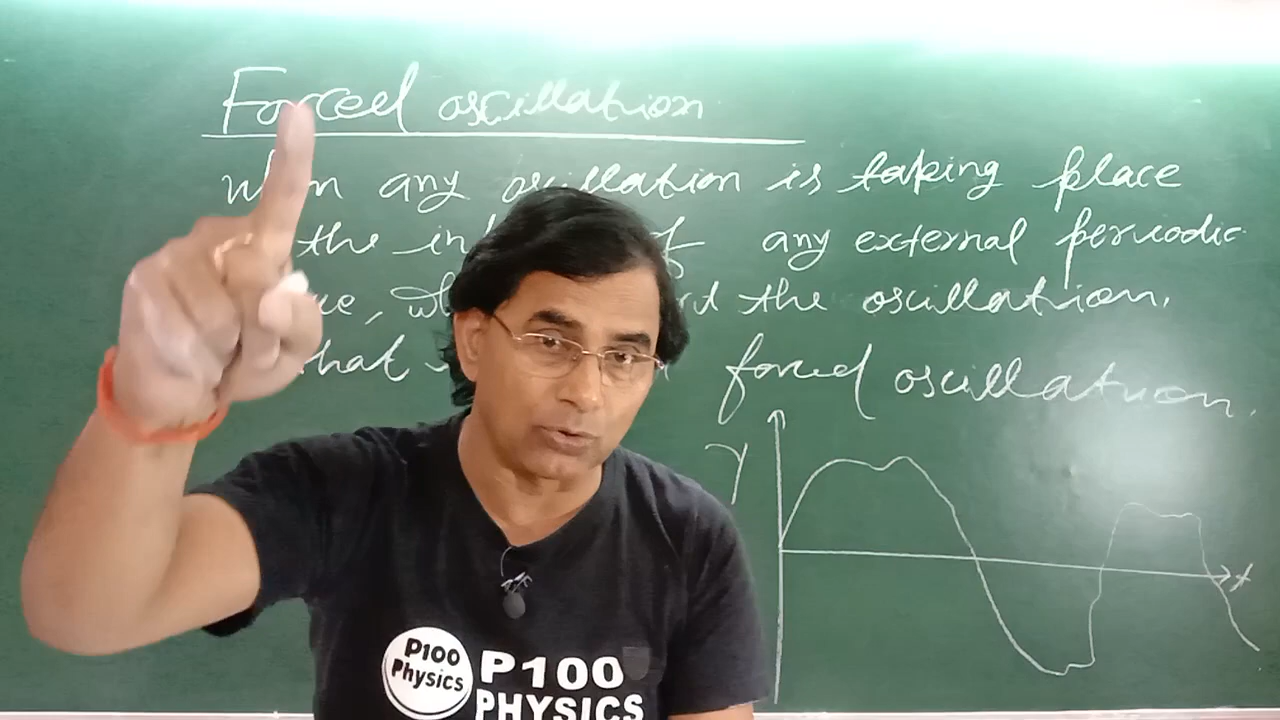 Forced oscillation
When any oscillation is taking place
the of any external periodic
the oscillation.
that forced oscillation.
Y
t
P100
Physics
P100
PHYSICS